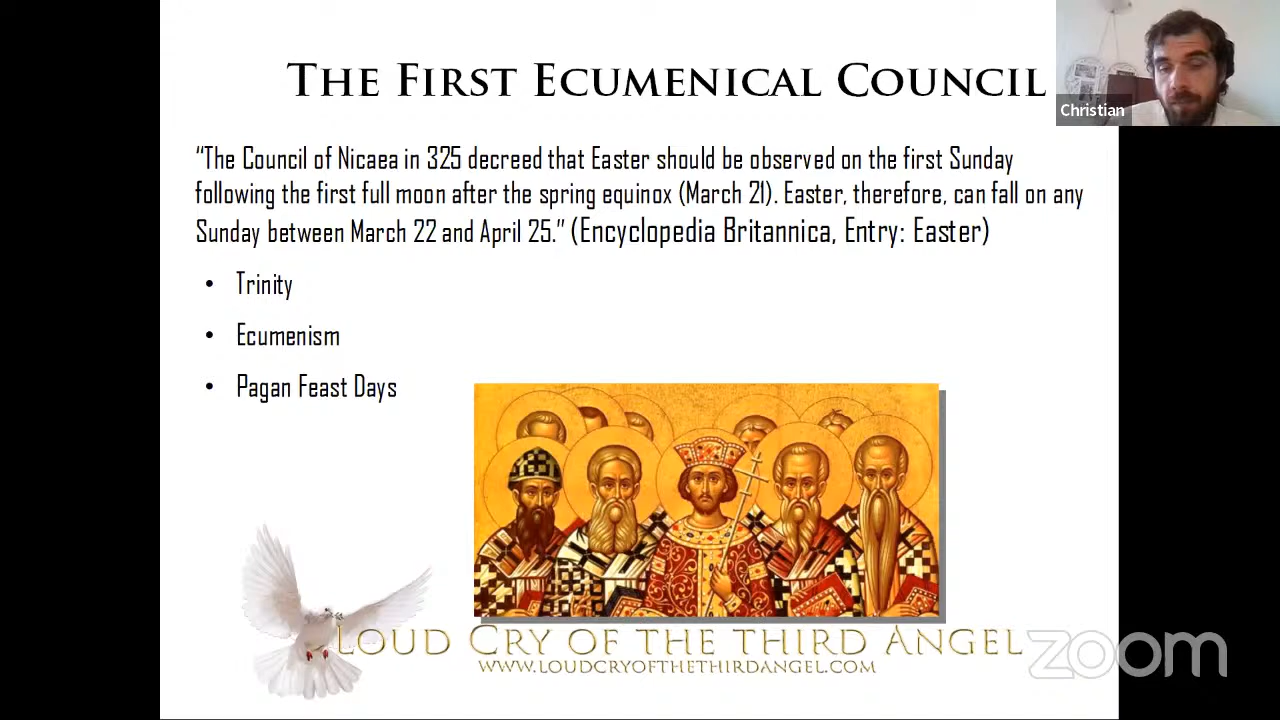 The First Ecumenical Council
Christian
“The Council of Nicaea in 325 decreed that Easter should be observed on the first Sunday
following the first full moon after the spring equinox (March 21). Easter, therefore, can fall on any
Sunday between March 22 and April 25.” (Encyclopedia Britannica, Entry: Easter)
• Trinity
• Ecumenism
• Pagan Feast Days
Loud Cry of the third Angel
www.loudcryofthethirdangel.com
zoom